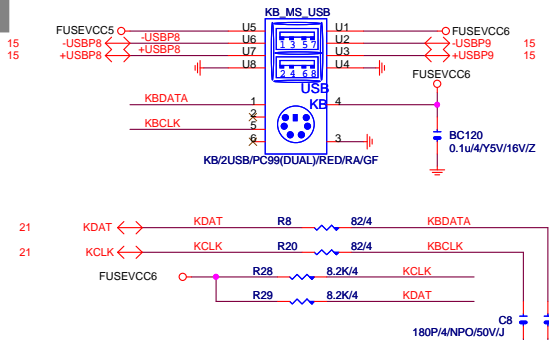 KB_MS_USB
FUSEVCC5 U5 U1 FUSEVCC6
15 -USBP8 -USBP8 U6 U2 -USBP9 15
15 +USBP8 +USBP8 U7 U3 +USBP9 15
1 3 5 7
U8 U4
2 4 6 8
FUSEVCC6
USB
KBDATA 1 KB 4
2
KBCLK 5
6 3
BC120
0.1u/4/Y5V/16V/Z
KB/2USB/PC99(DUAL)/RED/RA/GF
21 KDAT KDAT R8 82/4 KBDATA
21 KCLK KCLK R20 82/4 KBCLK
FUSEVCC6 R28 8.2K/4 KCLK
R29 8.2K/4 KDAT
C8
180P/4/NPO/50V/J